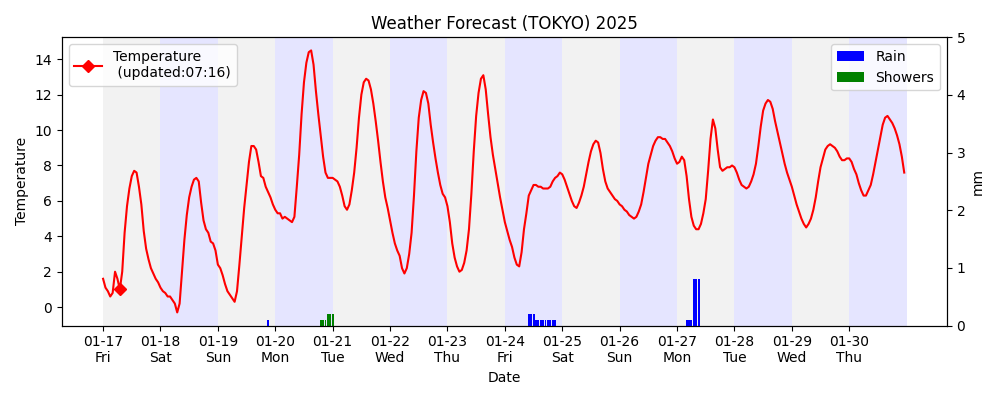 Weather Forecast (TOKYO) 2025
Temperature
(updated:07:16)
Rain
Showers
Temperature
14
12
10
8
6
4
2
0
5
4
3
2
1
0
mm
01-17 01-18 01-19 01-20 01-21 01-22 01-23 01-24 01-25 01-26 01-27 01-28 01-29 01-30
Fri Sat Sun Mon Tue Wed Thu Fri Sat Sun Mon Tue Wed Thu
Date